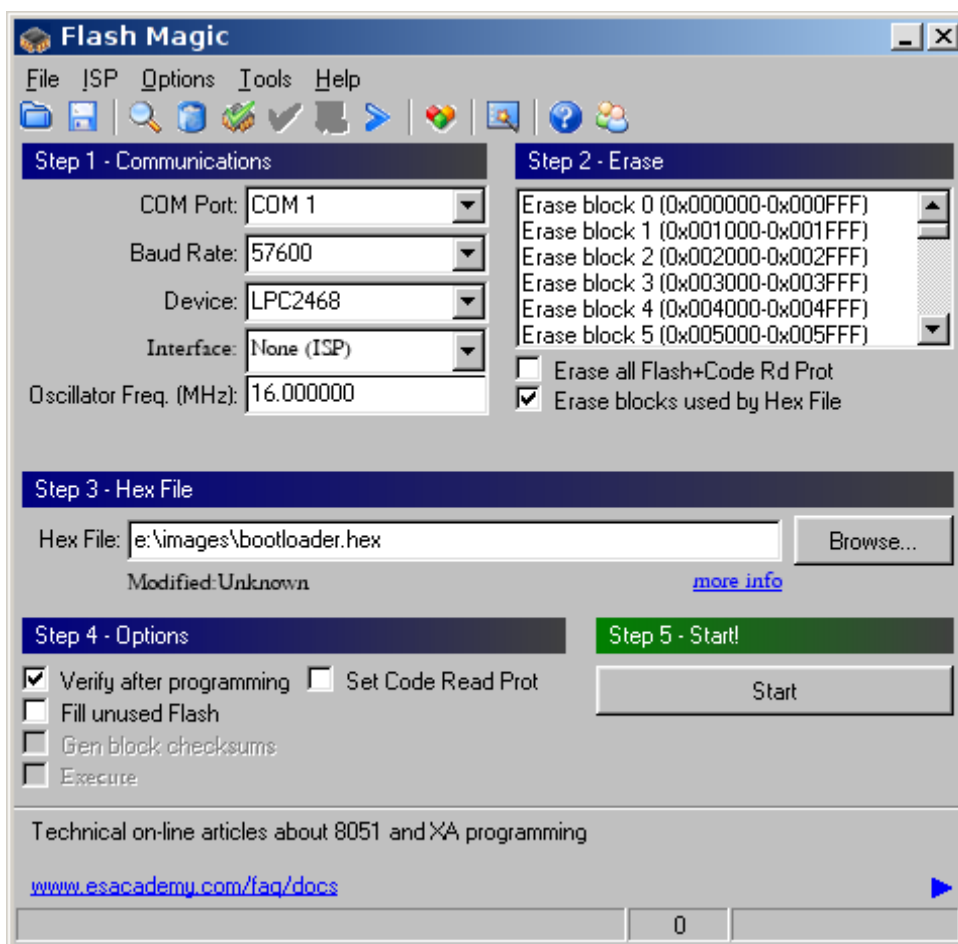 Flash Magic
File ISP Options Tools Help
Step 1 - Communications
COM Port: COM 1
Baud Rate: 57600
Device: LPC2468
Interface: None (ISP)
Oscillator Freq. (MHz): 16.000000
Step 2 - Erase
Erase block 0 (0x000000-0x000FFF)
Erase block 1 (0x001000-0x001FFF)
Erase block 2 (0x002000-0x002FFF)
Erase block 3 (0x003000-0x003FFF)
Erase block 4 (0x004000-0x004FFF)
Erase block 5 (0x005000-0x005FFF)
Erase all Flash+Code Rd Prot
Erase blocks used by Hex File
Step 3 - Hex File
Hex File: e:\images\bootloader.hex Browse...
Modified:Unknown more info
Step 4 - Options
Verify after programming Set Code Read Prot
Fill unused Flash
Gen block checksums
Execute
Step 5 - Start!
Start
Technical on-line articles about 8051 and XA programming
www.esacademy.com/faq/docs
0